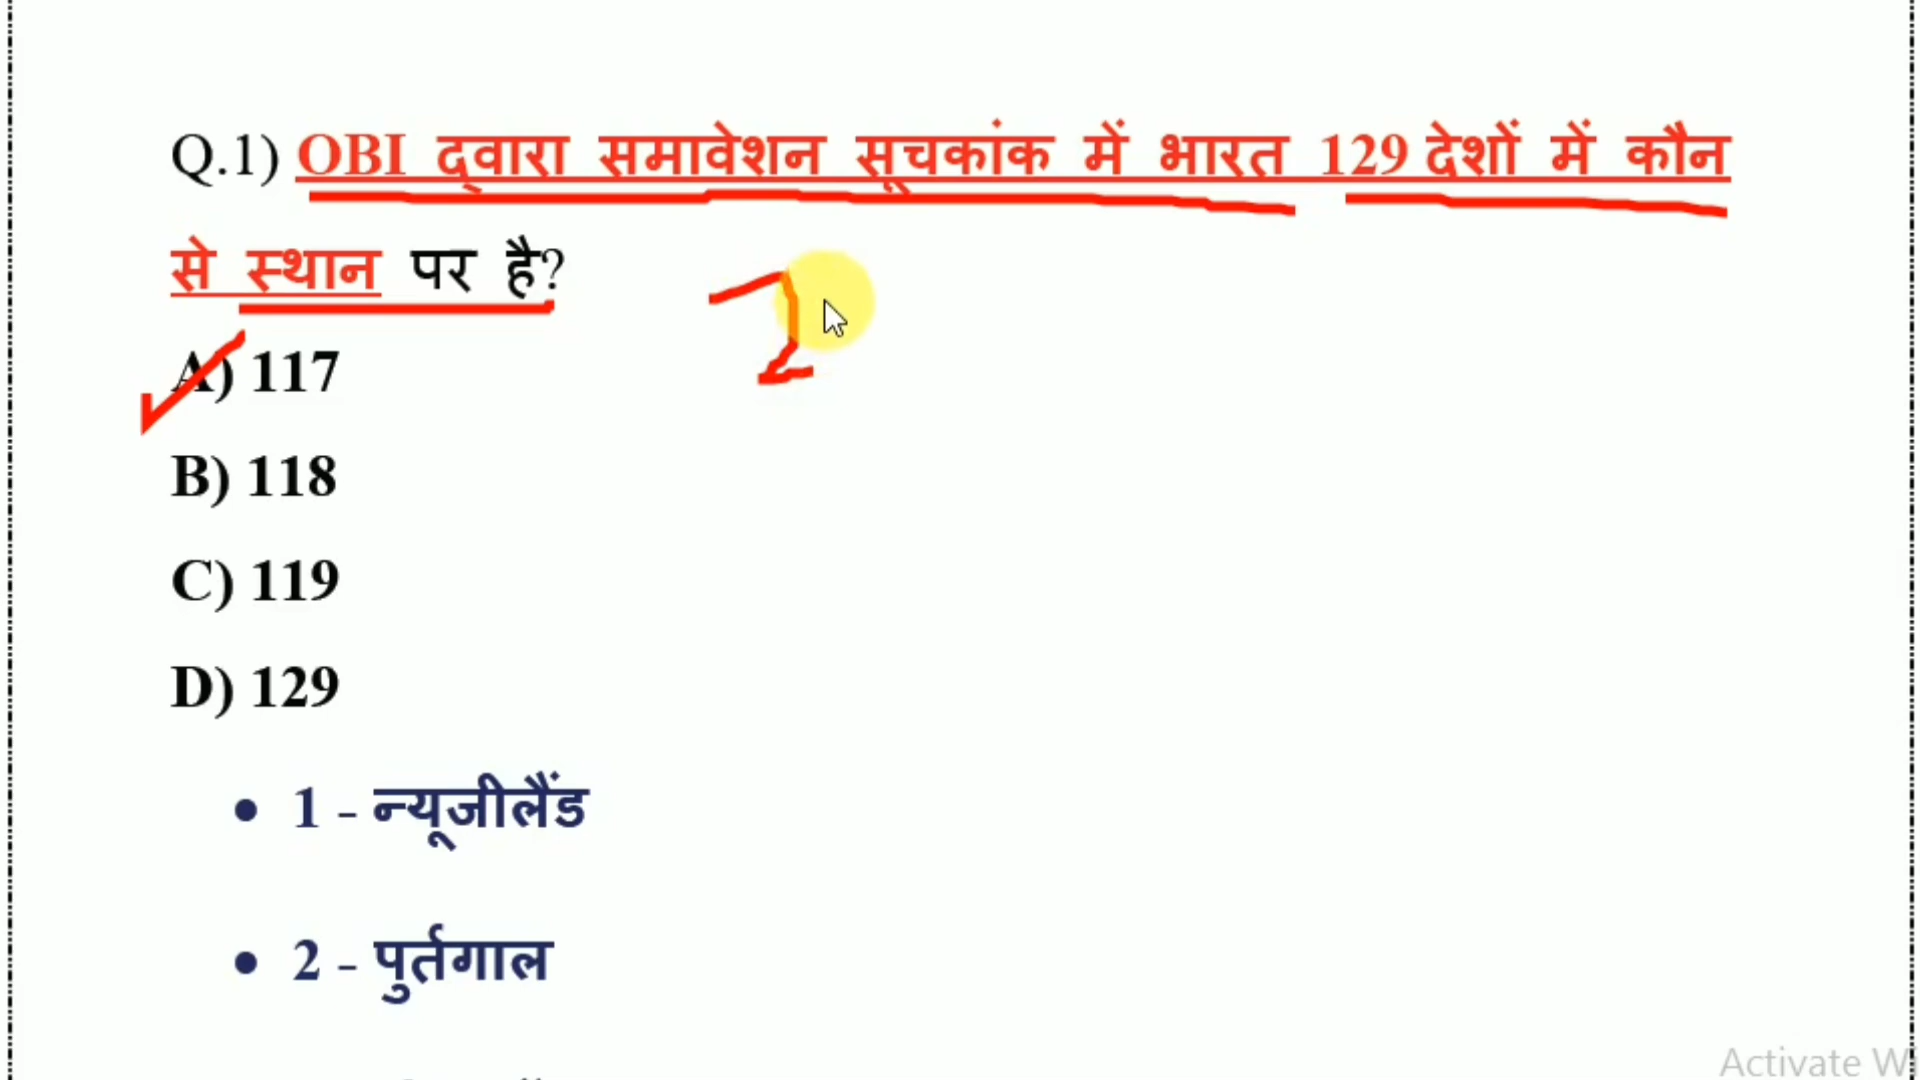 Q.1) OBI द्वारा समावेशन सूचकांक में भारत 129 देशों में कौन
से स्थान पर है?
A) 117
B) 118
C) 119
D) 129
1 - न्यूजीलैंड
2 - पुर्तगाल
Activate W